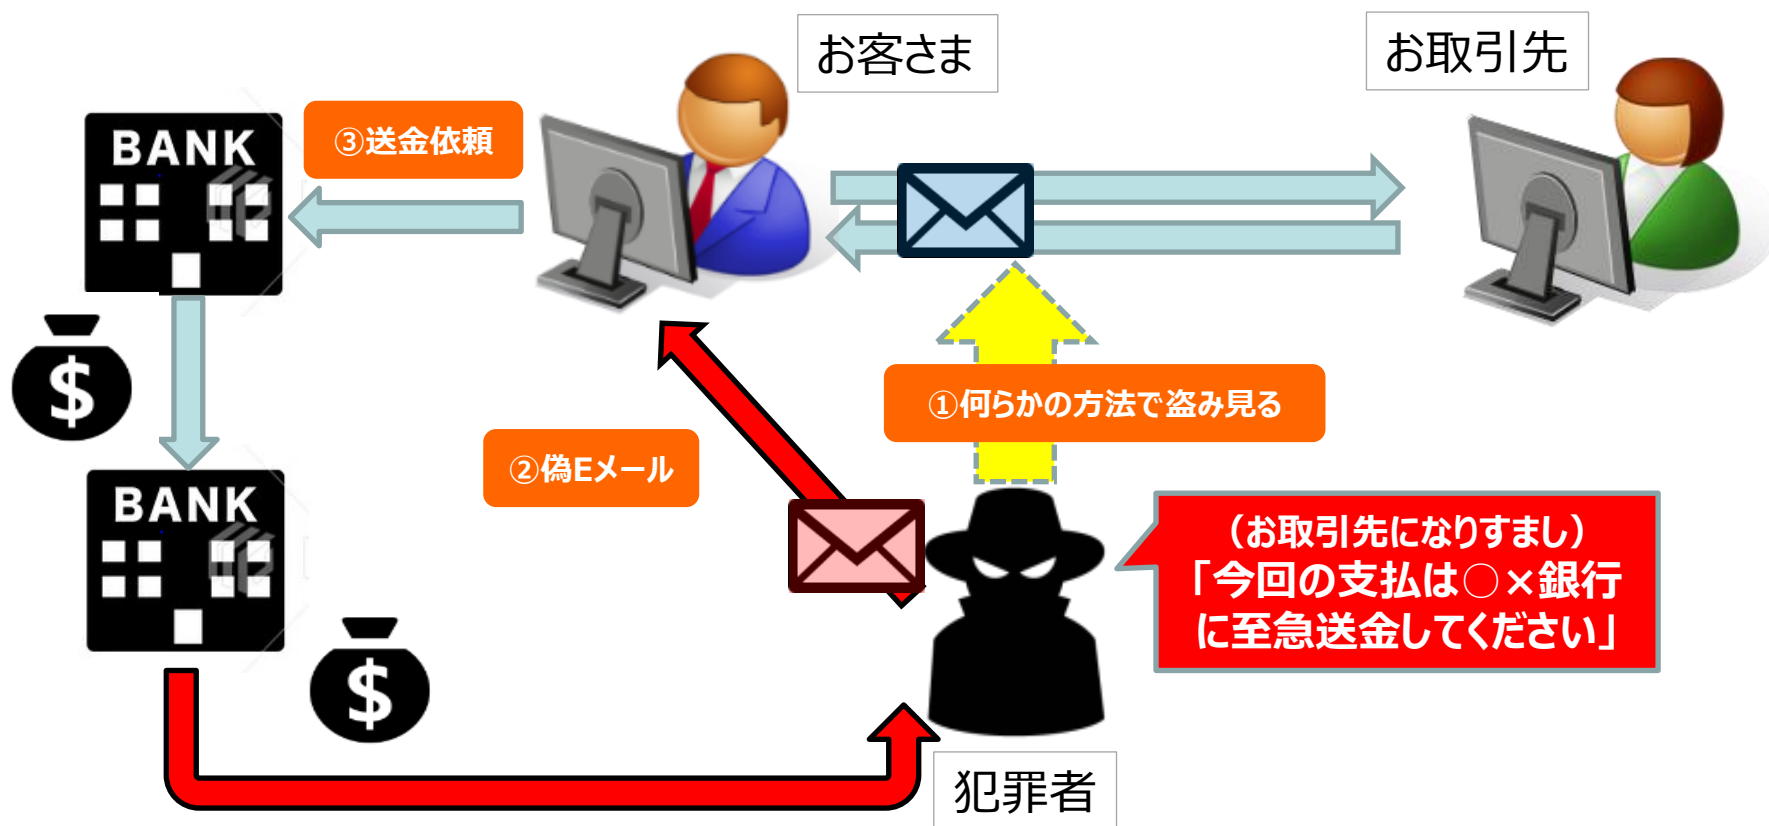 お客さま
お取引先
BANK
③送金依頼
$
①何らかの方法で盗み見る
②偽Eメール
BANK
(お取引先になりすまし)
「今回の支払は○×銀行
に至急送金してください」
$
犯罪者